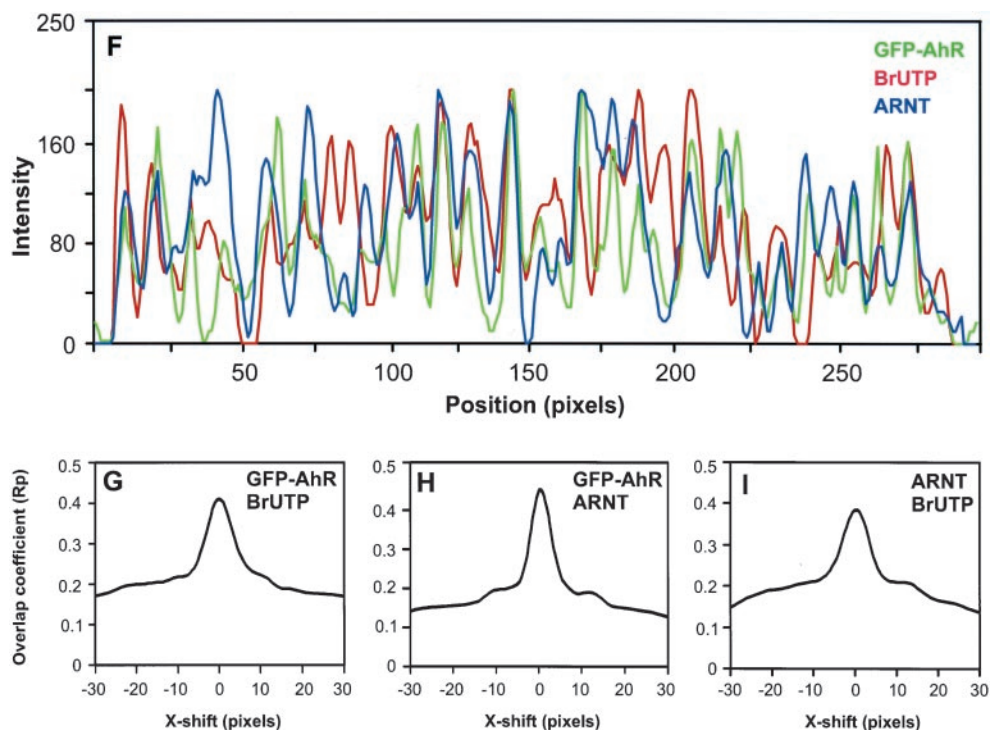 250
F
GFP-AhR
BrUTP
ARNT
160
Intensity
80
0
50
100
150
200
250
Position (pixels)
0.5
G
GFP-AhR
BrUTP
0.4
0.3
0.2
0.1
0
Overlap coefficient (Rp)
-30 -20 -10 0 10 20 30
X-shift (pixels)
0.5
H
GFP-AhR
ARNT
0.4
0.3
0.2
0.1
0
-30 -20 -10 0 10 20 30
X-shift (pixels)
0.5
I
ARNT
BrUTP
0.4
0.3
0.2
0.1
0
-30 -20 -10 0 10 20 30
X-shift (pixels)